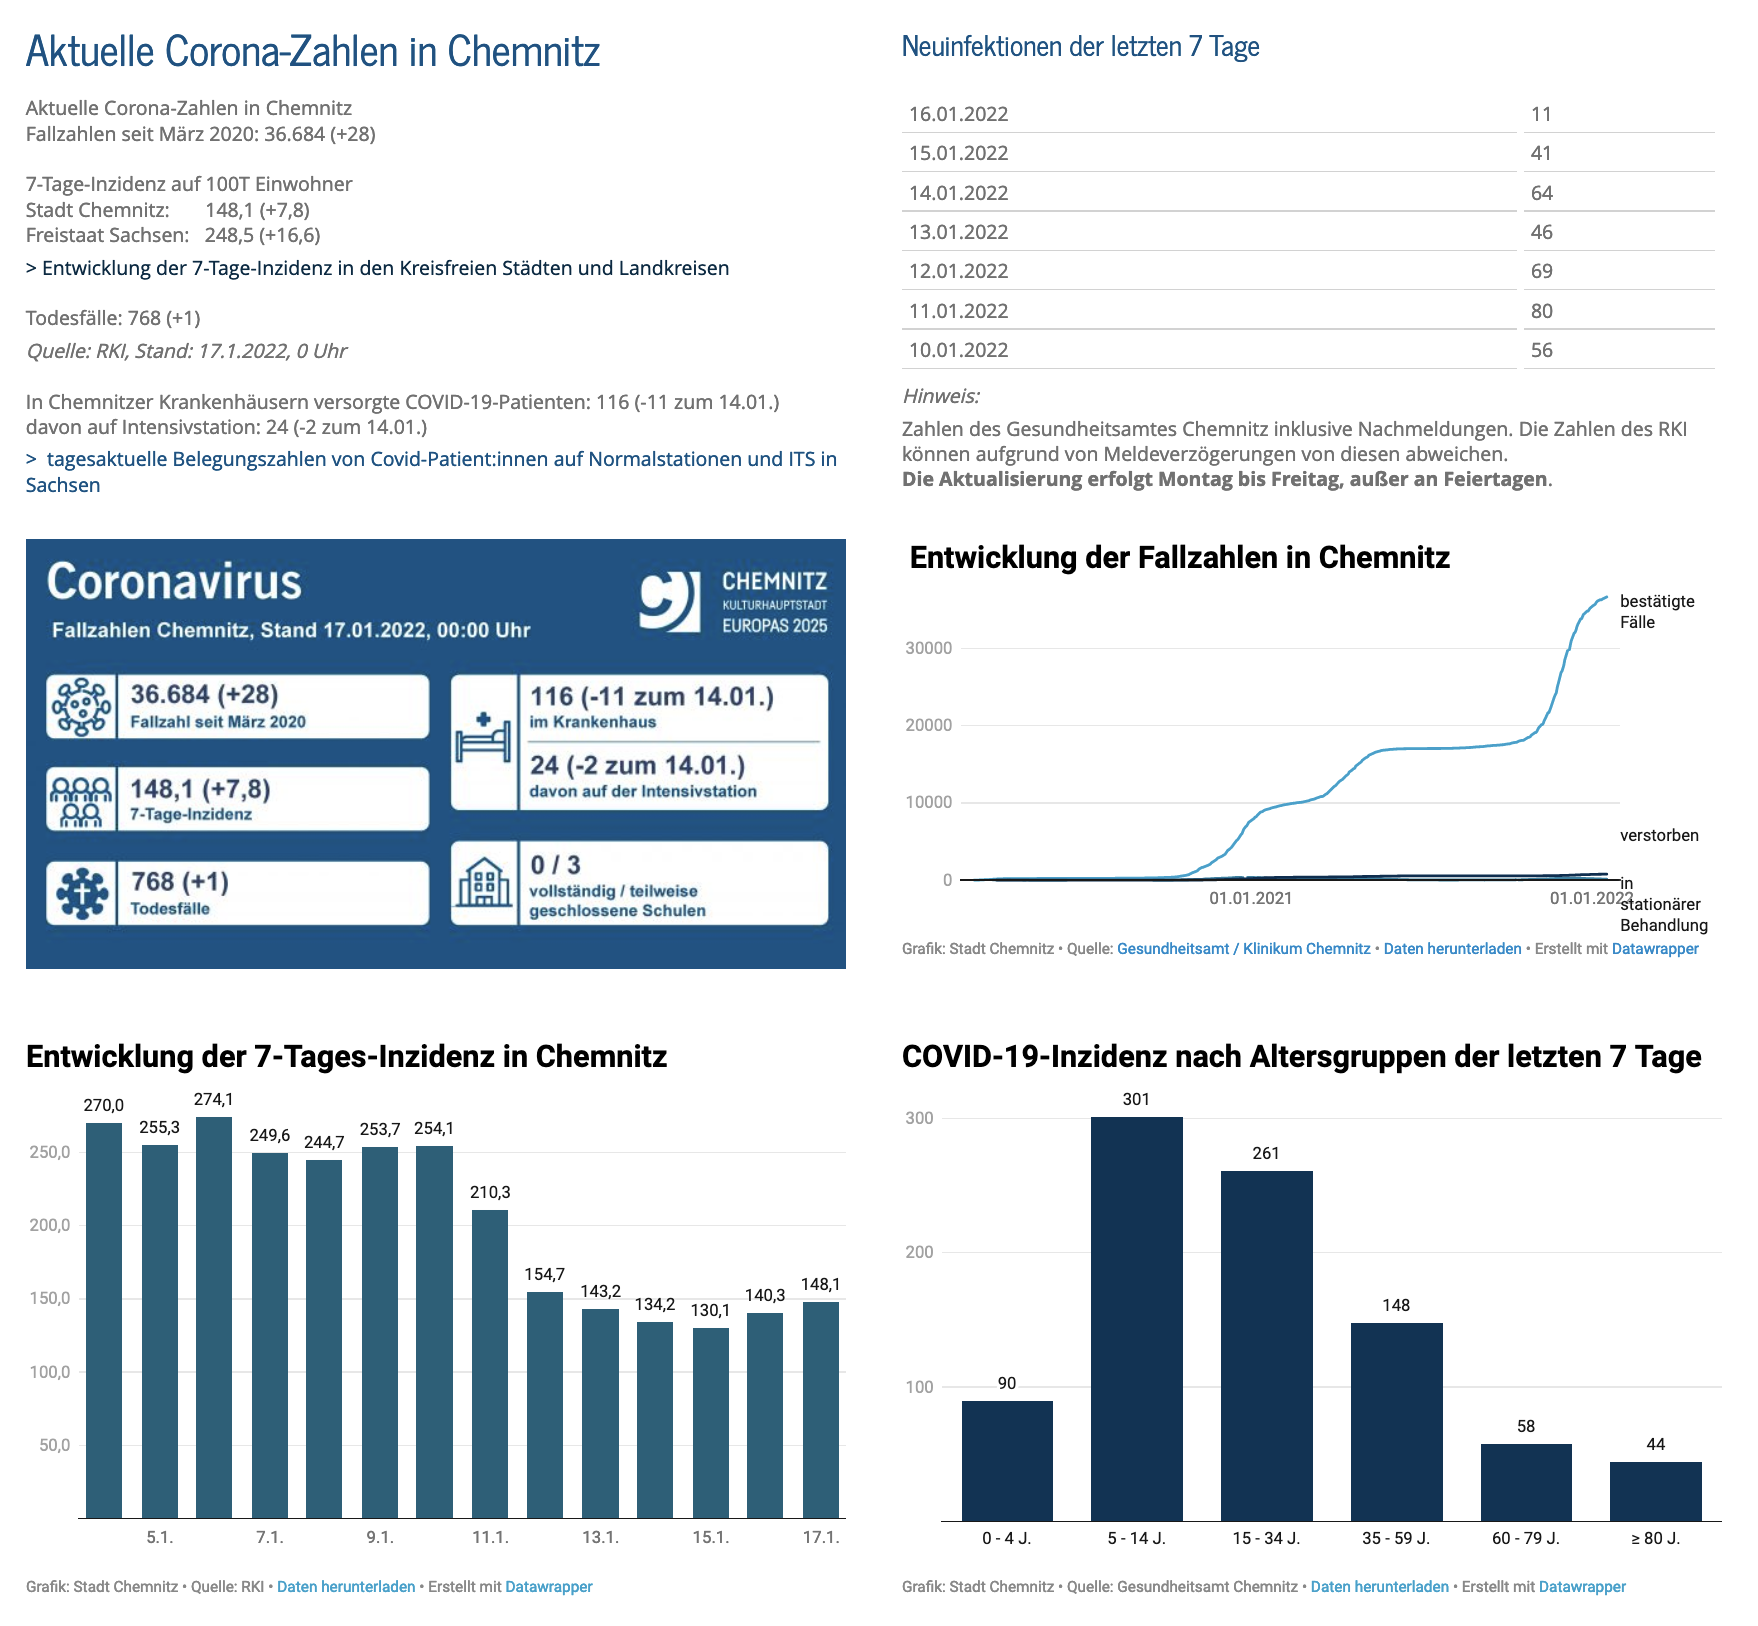 Aktuelle Corona-Zahlen in Chemnitz
Aktuelle Corona-Zahlen in Chemnitz
Fallzahlen seit März 2020: 36.684 (+28)
7-Tage-Inzidenz auf 100T Einwohner
Stadt Chemnitz: 148,1 (+7,8)
Freistaat Sachsen: 248,5 (+16,6)
> Entwicklung der 7-Tage-Inzidenz in den Kreisfreien Städten und Landkreisen
Todesfälle: 768 (+1)
Quelle: RKI, Stand: 17.1.2022, 0 Uhr
In Chemnitzer Krankenhäusern versorgte COVID-19-Patienten: 116 (-11 zum 14.01.)
davon auf Intensivstation: 24 (-2 zum 14.01.)
> tagesaktuelle Belegungszahlen von Covid-Patient:innen auf Normalstationen und ITS in
Sachsen
Neuinfektionen der letzten 7 Tage
16.01.2022 11
15.01.2022 41
14.01.2022 64
13.01.2022 46
12.01.2022 69
11.01.2022 80
10.01.2022 56
Hinweis:
Zahlen des Gesundheitsamtes Chemnitz inklusive Nachmeldungen. Die Zahlen des RKI
können aufgrund von Meldeverzögerungen von diesen abweichen.
Die Aktualisierung erfolgt Montag bis Freitag, außer an Feiertagen.
Coronavirus
Fallzahlen Chemnitz, Stand 17.01.2022, 00:00 Uhr
CHEMNITZ
KULTURHAUPTSTADT
EUROPAS 2025
36.684 (+28)
Fallzahl seit März 2020
148,1 (+7,8)
7-Tage-Inzidenz
768 (+1)
Todesfälle
116 (-11 zum 14.01.)
im Krankenhaus
24 (-2 zum 14.01.)
davon auf der Intensivstation
0 / 3
vollständig / teilweise
geschlossene Schulen
Entwicklung der Fallzahlen in Chemnitz
bestätigte
Fälle
30000
20000
10000
verstorben
0
in
stationärer
Behandlung
01.01.2021 01.01.2022
Grafik: Stadt Chemnitz • Quelle: Gesundheitsamt / Klinikum Chemnitz • Daten herunterladen • Erstellt mit Datawrapper
Entwicklung der 7-Tages-Inzidenz in Chemnitz
270,0 255,3 274,1 249,6 244,7 253,7 254,1 210,3 154,7 143,2 134,2 130,1 140,3 148,1
250,0
200,0
150,0
100,0
50,0
5.1. 7.1. 9.1. 11.1. 13.1. 15.1. 17.1.
Grafik: Stadt Chemnitz • Quelle: RKI • Daten herunterladen • Erstellt mit Datawrapper
COVID-19-Inzidenz nach Altersgruppen der letzten 7 Tage
300
200
100
90 301 261 148 58 44
0 - 4 J. 5 - 14 J. 15 - 34 J. 35 - 59 J. 60 - 79 J. ≥ 80 J.
Grafik: Stadt Chemnitz • Quelle: Gesundheitsamt Chemnitz • Daten herunterladen • Erstellt mit Datawrapper